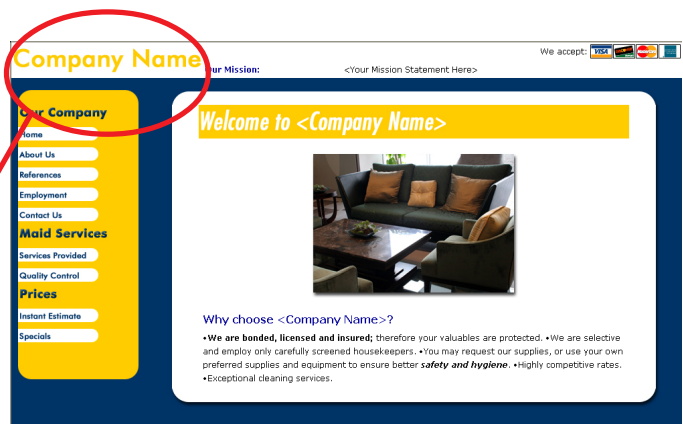 We accept: VISA
Company Name
Our Mission: <Your Mission Statement Here>
Our Company
Home
About Us
References
Employment
Contact Us
Maid Services
Services Provided
Quality Control
Prices
Instant Estimate
Specials
Welcome to <Company Name>
Why choose <Company Name>?
•We are bonded, licensed and insured; therefore your valuables are protected. •We are selective
and employ only carefully screened housekeepers. •You may request our supplies, or use your own
preferred supplies and equipment to ensure better safety and hygiene. •Highly competitive rates.
•Exceptional cleaning services.